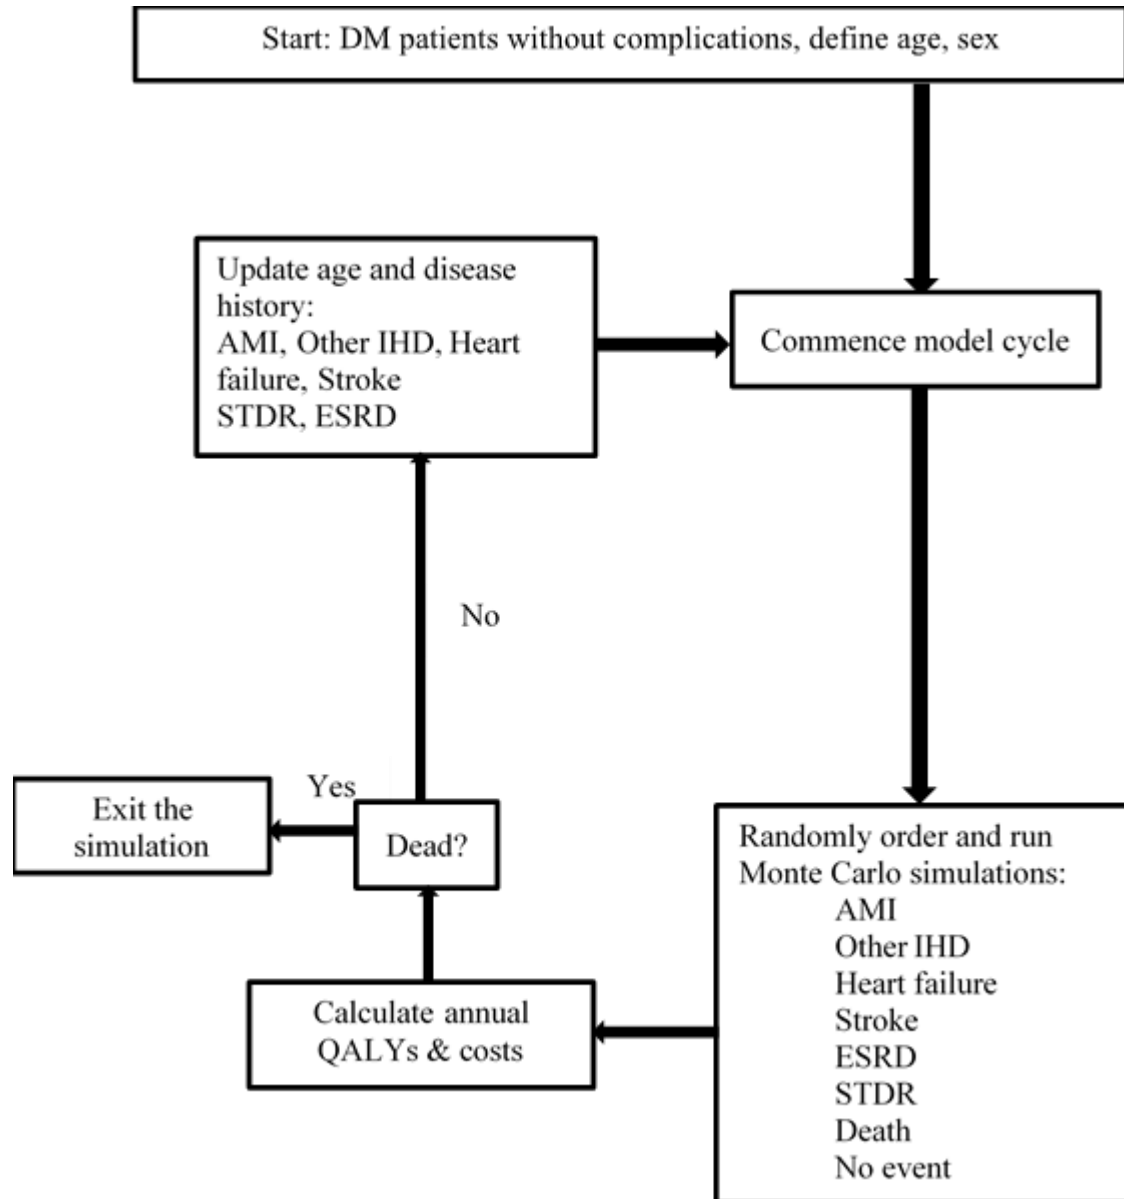 Start: DM patients without complications, define age, sex
Update age and disease
history:
AMI, Other IHD, Heart
failure, Stroke
STDR, ESRD
Commence model cycle
No
Yes
Exit the
simulation
Dead?
Randomly order and run
Monte Carlo simulations:
AMI
Other IHD
Heart failure
Stroke
ESRD
STDR
Death
No event
Calculate annual
QALYs & costs